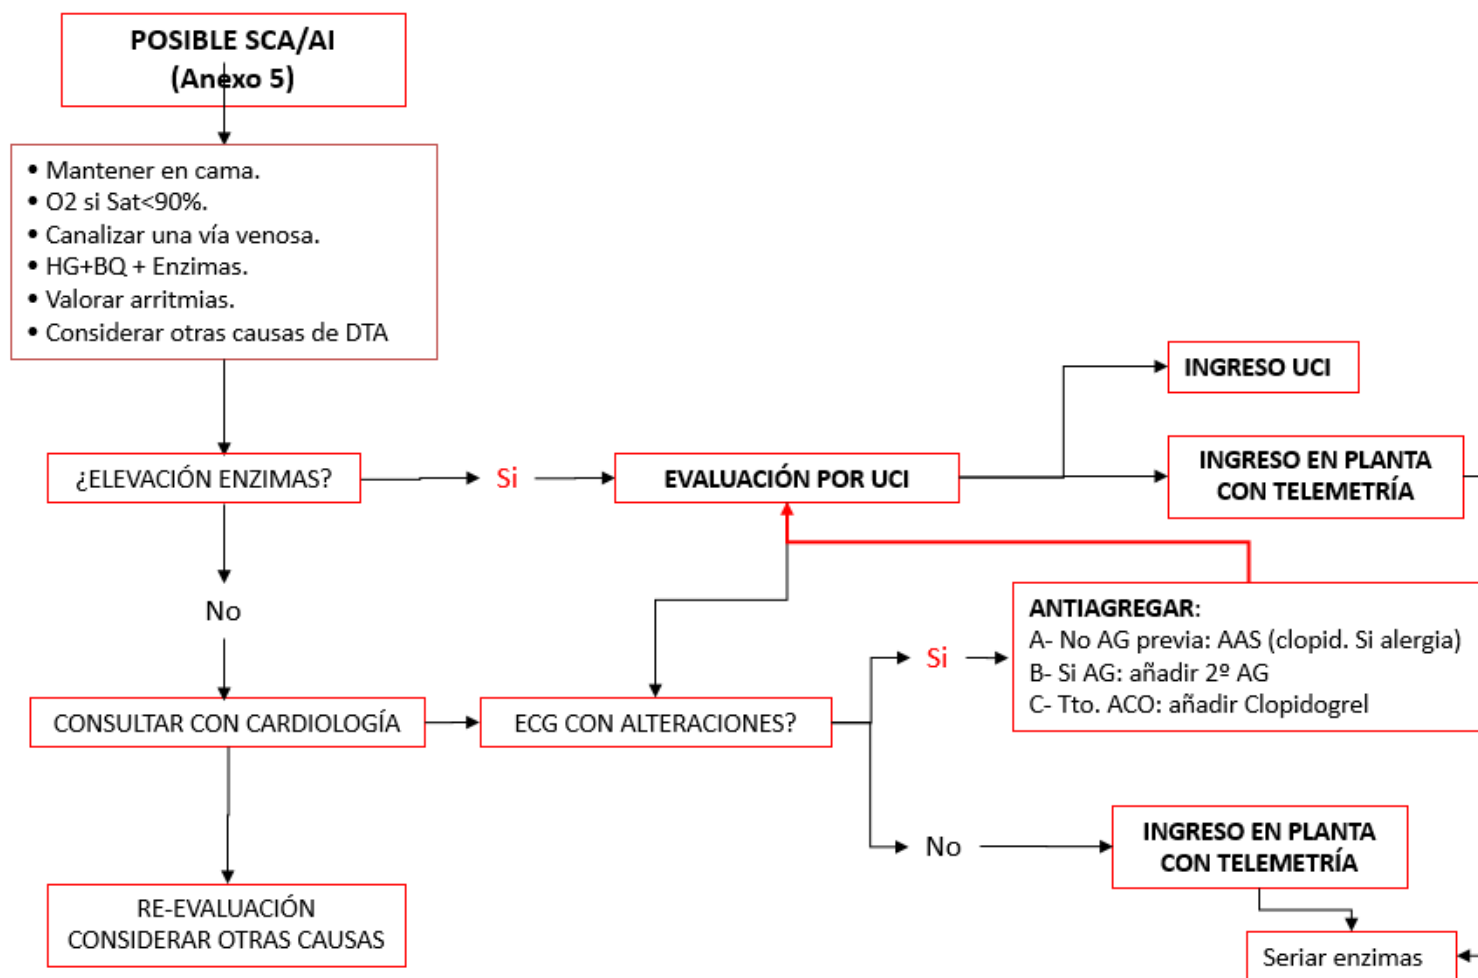 POSIBLE SCA/AI
(Anexo 5)
• Mantener en cama.
• O2 si Sat<90%.
• Canalizar una vía venosa.
• HG+BQ + Enzimas.
• Valorar arritmias.
• Considerar otras causas de DTA
¿ELEVACIÓN ENZIMAS?
Si
EVALUACIÓN POR UCI
INGRESO UCI
INGRESO EN PLANTA
CON TELEMETRÍA
No
CONSULTAR CON CARDIOLOGÍA
ECG CON ALTERACIONES?
Si
ANTIAGREGAR:
A- No AG previa: AAS (clopid. Si alergia)
B- Si AG: añadir 2º AG
C- Tto. ACO: añadir Clopidogrel
No
INGRESO EN PLANTA
CON TELEMETRÍA
RE-EVALUACIÓN
CONSIDERAR OTRAS CAUSAS
Seriar enzimas